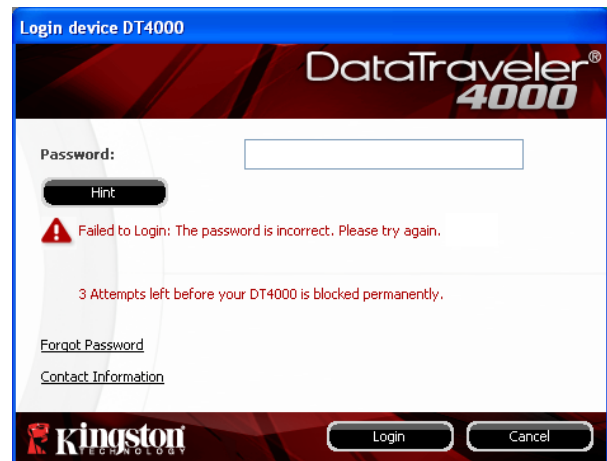 Login device DT4000
DataTraveler®
4000
Password:
Hint
Failed to Login: The password is incorrect. Please try again.
3 Attempts left before your DT4000 is blocked permanently.
Forgot Password
Contact Information
Kingston
TECHNOLOGY
Login
Cancel